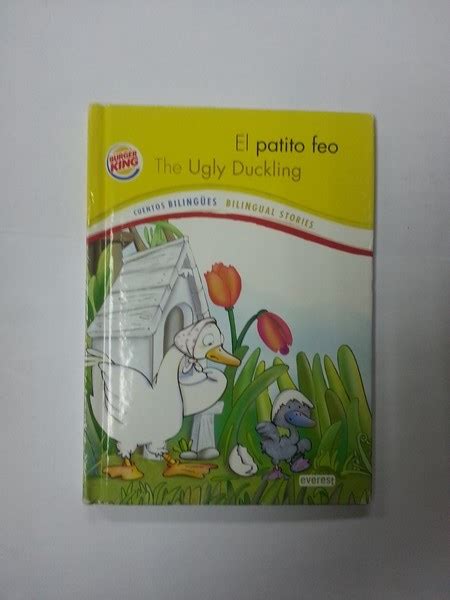 BURGER
KING
El patito feo
The Ugly Duckling
CUENTOS BILINGÜES BILINGUAL STORIES
everest